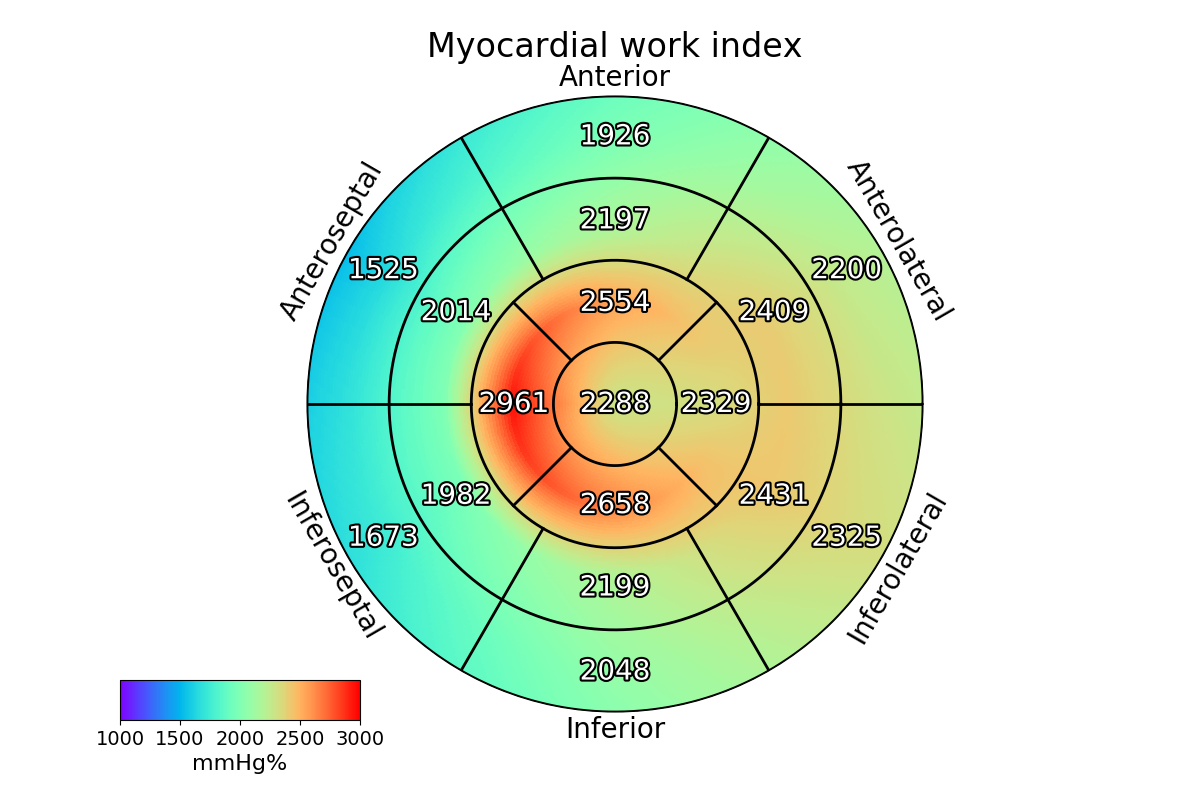 Myocardial work index
Anterior
1926
Anteroseptal
Anterolateral
2197
1525
2200
2554
2014
2409
2961
2288
2329
1982
2658
2431
1673
2325
2199
Inferoseptal
Inferolateral
2048
Inferior
1000 1500 2000 2500 3000
mmHg%